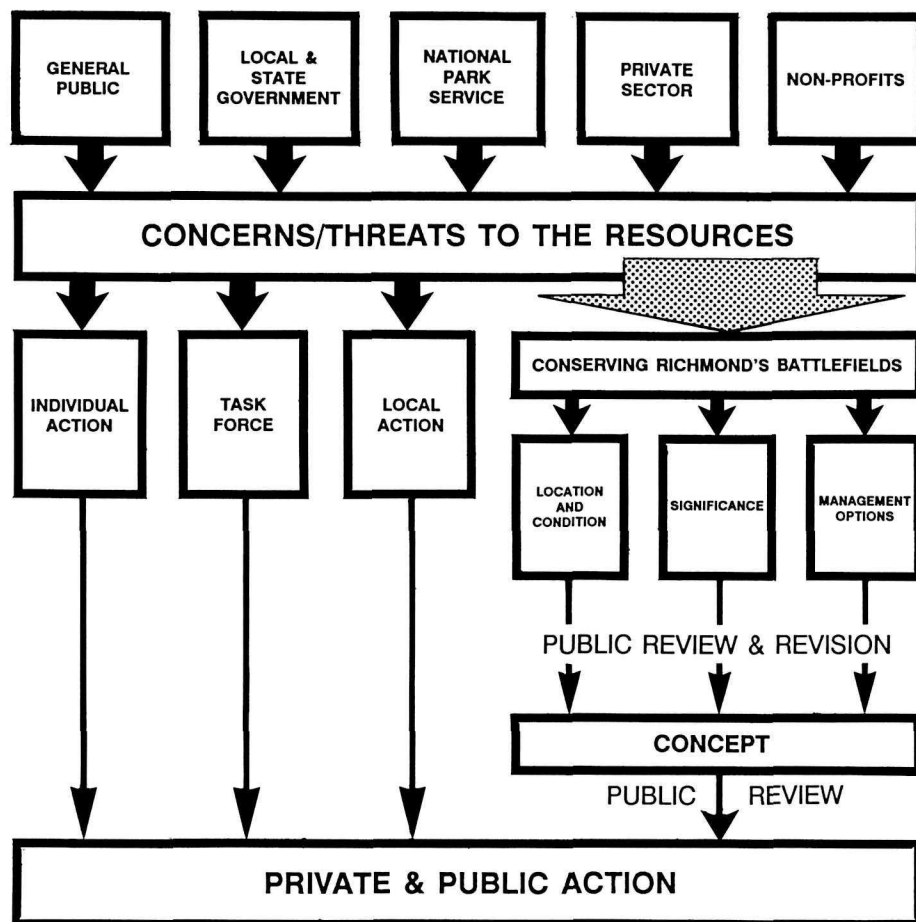 GENERAL
PUBLIC
LOCAL &
STATE
GOVERNMENT
NATIONAL
PARK
SERVICE
PRIVATE
SECTOR
NON-PROFITS
CONCERNS/THREATS TO THE RESOURCES
INDIVIDUAL
ACTION
TASK
FORCE
LOCAL
ACTION
CONSERVING RICHMOND'S BATTLEFIELDS
LOCATION
AND
CONDITION
SIGNIFICANCE
MANAGEMENT
OPTIONS
PUBLIC REVIEW & REVISION
CONCEPT
PUBLIC REVIEW
PRIVATE & PUBLIC ACTION